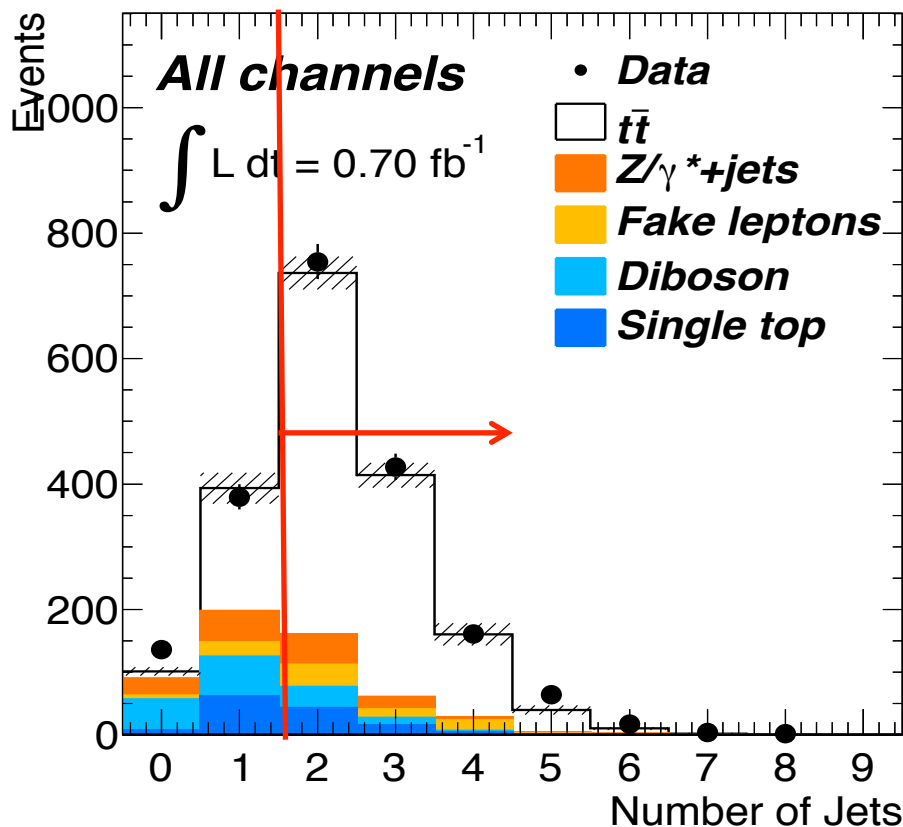 Events
All channels
∫ L dt = 0.70 fb⁻¹
Data
tt̄
Z/γ*+jets
Fake leptons
Diboson
Single top
1000
800
600
400
200
0
0 1 2 3 4 5 6 7 8 9
Number of Jets